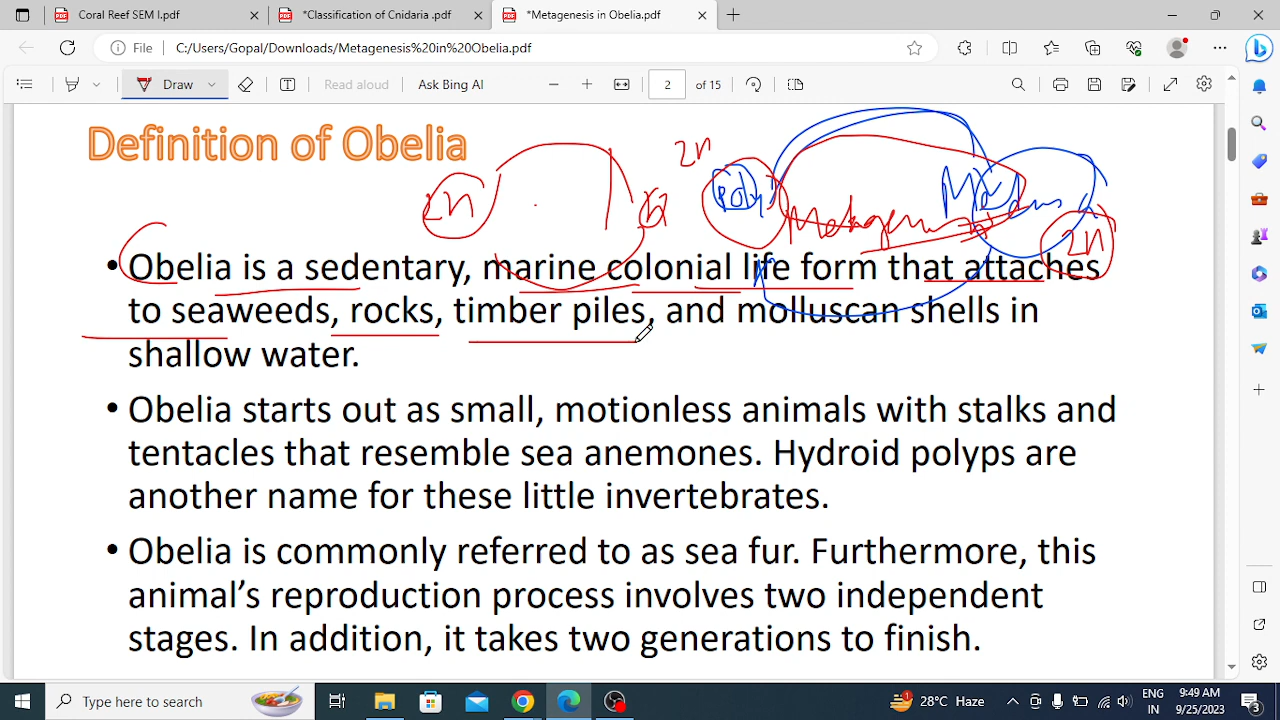 Coral Reef SEM I.pdf
*Classification of Cnidaria .pdf
*Metagenesis in Obelia.pdf
File
C:/Users/Gopal/Downloads/Metagenesis%20in%20Obelia.pdf
Draw
Read aloud
Ask Bing AI
2 of 15
Definition of Obelia
2n
2n
Metagenesis
2n
• Obelia is a sedentary, marine colonial life form that attaches
to seaweeds, rocks, timber piles, and molluscan shells in
shallow water.
• Obelia starts out as small, motionless animals with stalks and
tentacles that resemble sea anemones. Hydroid polyps are
another name for these little invertebrates.
• Obelia is commonly referred to as sea fur. Furthermore, this
animal's reproduction process involves two independent
stages. In addition, it takes two generations to finish.
Type here to search
28°C Haze
ENG
IN
9:49 AM
9/25/2023